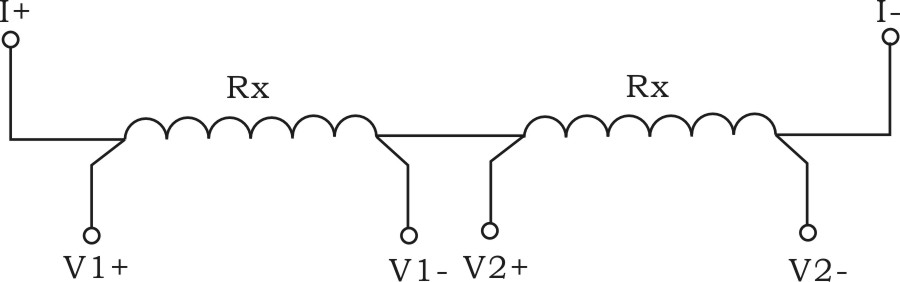 I+
I-
Rx
Rx
V1+
V1-
V2+
V2-